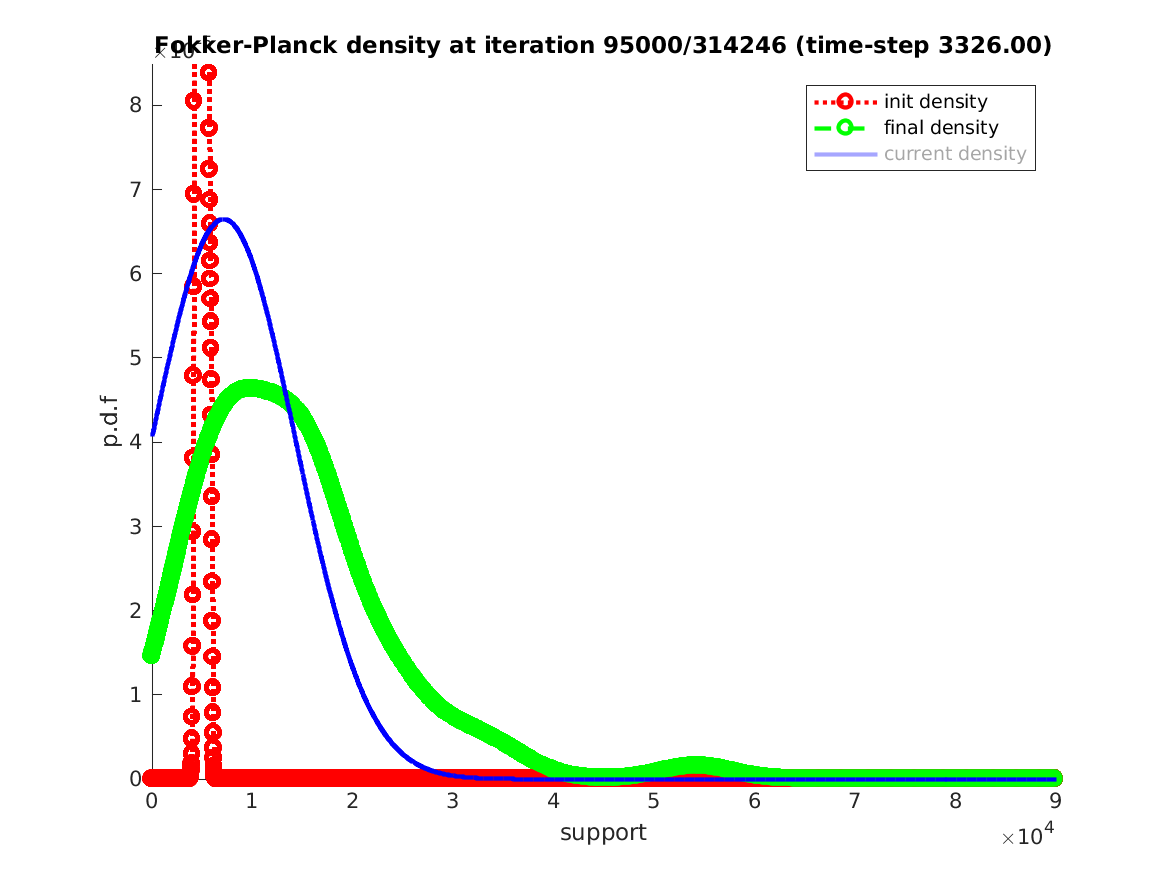 Fokker-Planck density at iteration 95000/314246 (time-step 3326.00)
init density
final density
current density
8
7
6
5
4
3
2
1
0
p.d.f
0 1 2 3 4 5 6 7 8 9
support
×10^4